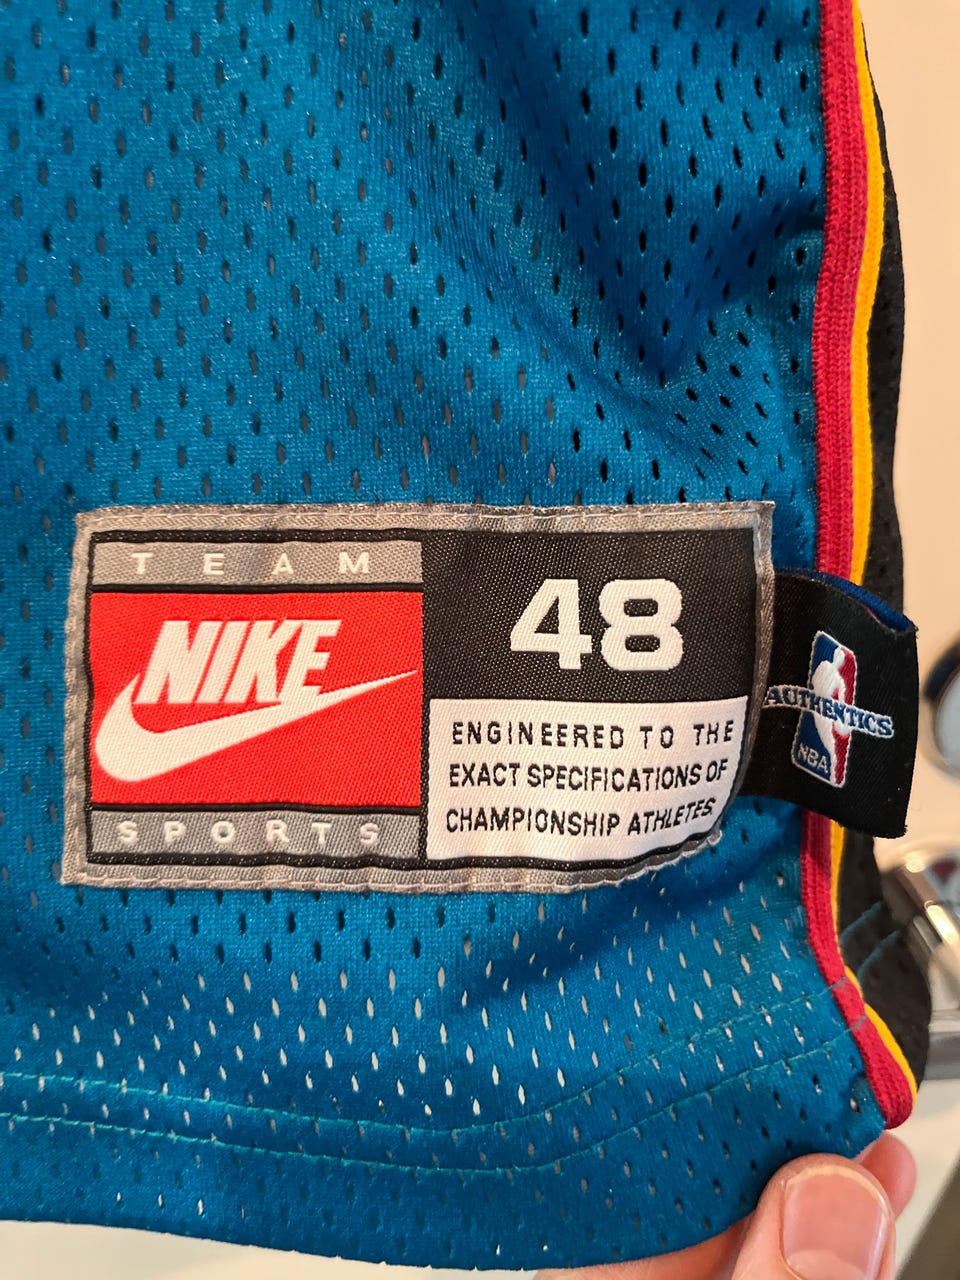 TEAM
NIKE
SPORTS
48
ENGINEERED TO THE
EXACT SPECIFICATIONS OF
CHAMPIONSHIP ATHLETES.
AUTHENTICS
NBA